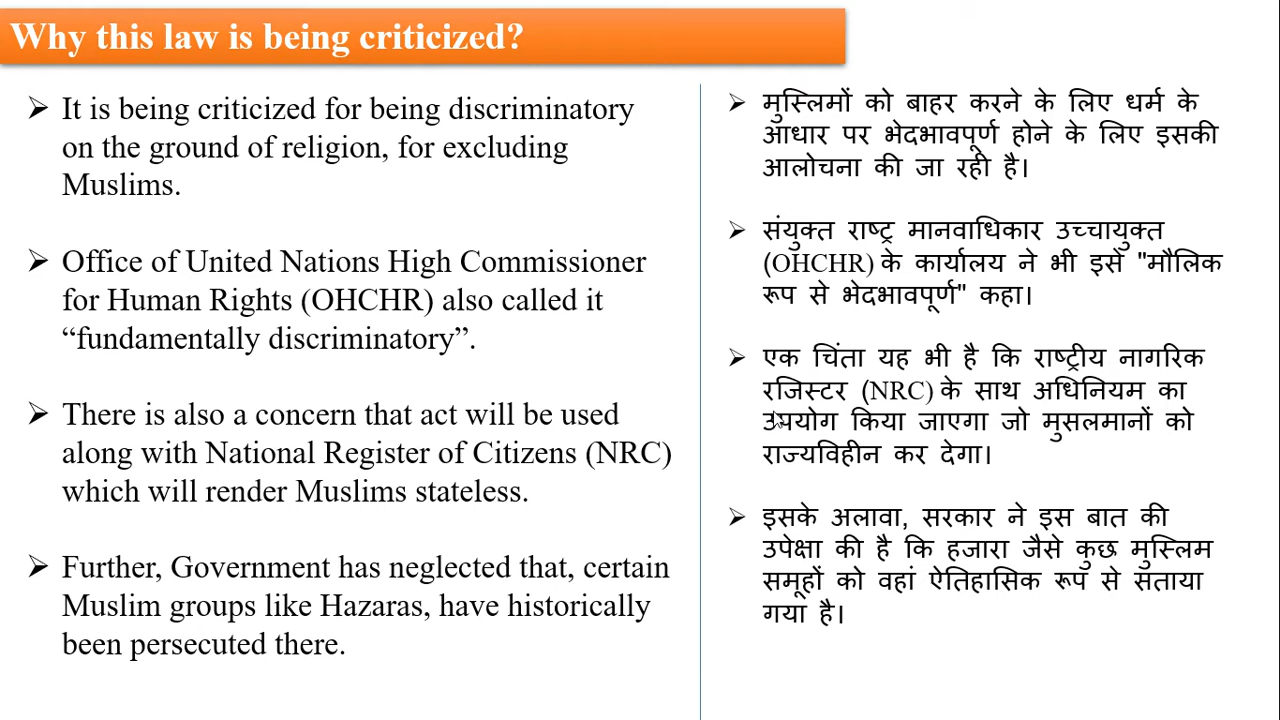 Why this law is being criticized?
➢ It is being criticized for being discriminatory
on the ground of religion, for excluding
Muslims.
➢ Office of United Nations High Commissioner
for Human Rights (OHCHR) also called it
“fundamentally discriminatory”.
➢ There is also a concern that act will be used
along with National Register of Citizens (NRC)
which will render Muslims stateless.
➢ Further, Government has neglected that, certain
Muslim groups like Hazaras, have historically
been persecuted there.
➢ मुस्लिमों को बाहर करने के लिए धर्म के
आधार पर भेदभावपूर्ण होने के लिए इसकी
आलोचना की जा रही है।
➢ संयुक्त राष्ट्र मानवाधिकार उच्चायुक्त
(OHCHR) के कार्यालय ने भी इसे "मौलिक
रूप से भेदभावपूर्ण" कहा।
➢ एक चिंता यह भी है कि राष्ट्रीय नागरिक
रजिस्टर (NRC) के साथ अधिनियम का
उपयोग किया जाएगा जो मुसलमानों को
राज्यविहीन कर देगा।
➢ इसके अलावा, सरकार ने इस बात की
उपेक्षा की है कि हजारा जैसे कुछ मुस्लिम
समूहों को वहां ऐतिहासिक रूप से सताया
गया है।